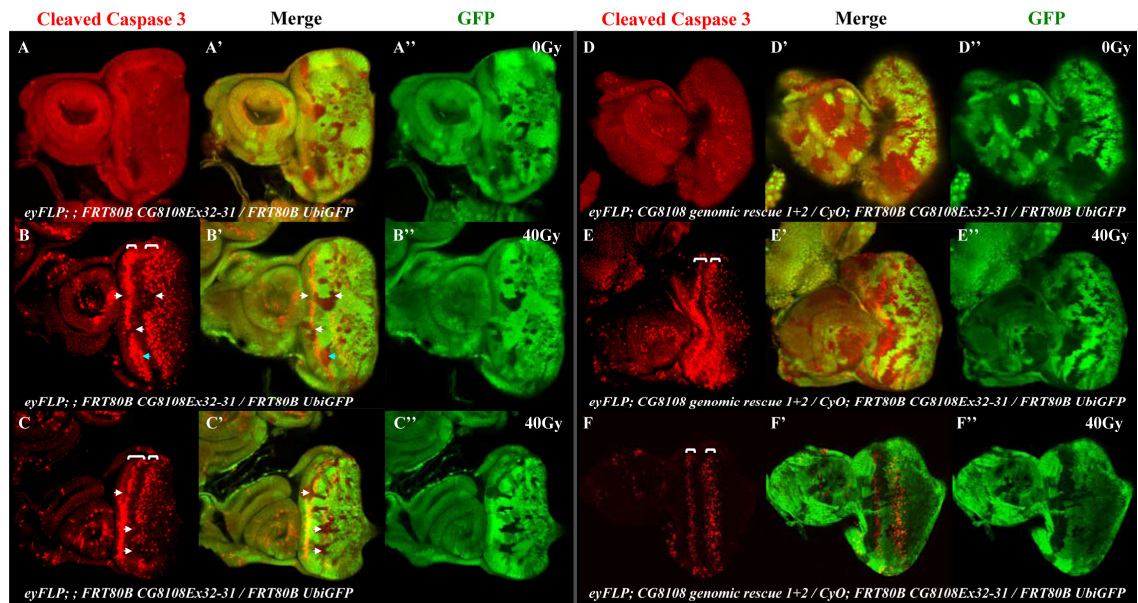 Cleaved Caspase 3 Merge GFP Cleaved Caspase 3 Merge GFP
A A’ A’’ 0Gy
eyFLP; ; FRT80B CG8108Ex32-31 / FRT80B UbiGFP
B B’ B’’ 40Gy
eyFLP; ; FRT80B CG8108Ex32-31 / FRT80B UbiGFP
C C’ C’’ 40Gy
eyFLP; ; FRT80B CG8108Ex32-31 / FRT80B UbiGFP
D D’ D’’ 0Gy
eyFLP; CG8108 genomic rescue 1+2 / CyO; FRT80B CG8108Ex32-31 / FRT80B UbiGFP
E E’ E’’ 40Gy
eyFLP; CG8108 genomic rescue 1+2 / CyO; FRT80B CG8108Ex32-31 / FRT80B UbiGFP
F F’ F’’ 40Gy
eyFLP; CG8108 genomic rescue 1+2 / CyO; FRT80B CG8108Ex32-31 / FRT80B UbiGFP